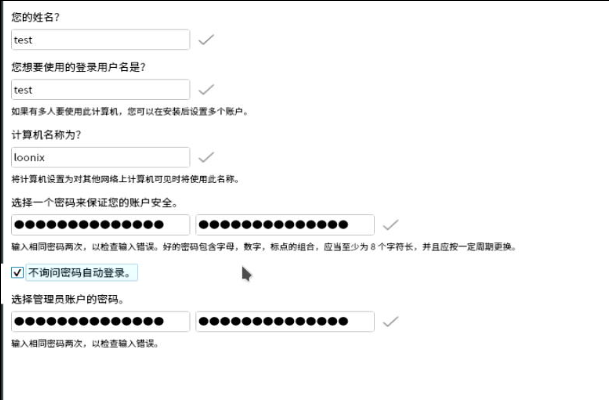 您的姓名？
test
您想要使用的登录用户名是？
test
如果有多人要使用此计算机，您可以在安装后设置多个账户。
计算机名称为？
loonix
将计算机设置为对其他网络上计算机可见时将使用此名称。
选择一个密码来保证您的账户安全。
●●●●●●●●●●●●●● ●●●●●●●●●●●●●●
输入相同密码两次，以检查输入错误。好的密码包含字母，数字，标点的组合，应当至少为 8 个字符长，并且应按一定周期更换。
不询问密码自动登录。
选择管理员账户的密码。
●●●●●●●●●●●●●● ●●●●●●●●●●●●●●
输入相同密码两次，以检查输入错误。